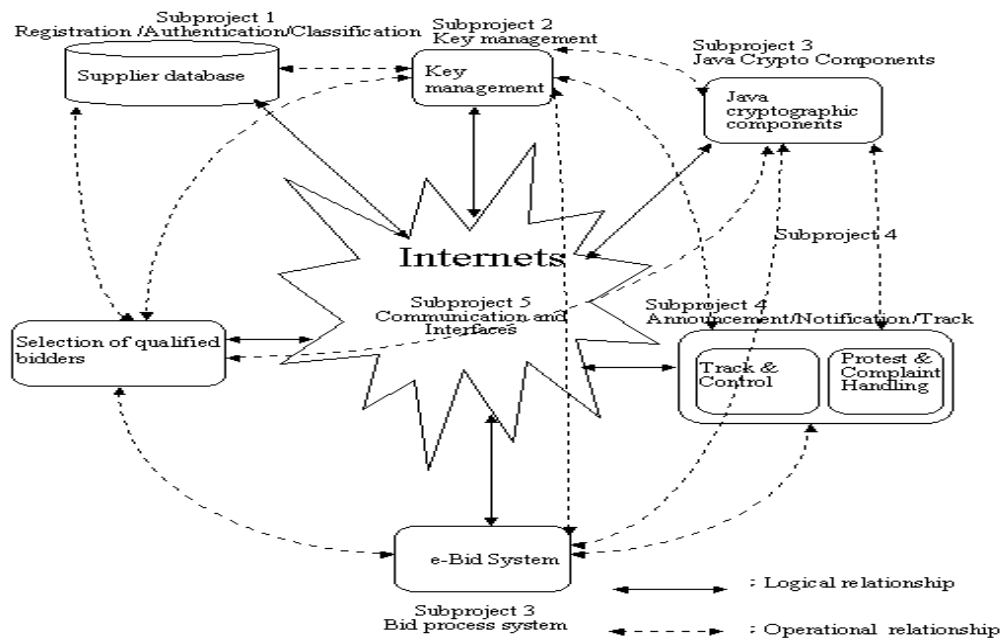 Subproject 1
Registration /Authentication/Classification
Supplier database
Subproject 2
Key management
Key
management
Subproject 3
Java Crypto Components
Java
cryptographic
components
Subproject 4
Internets
Subproject 5
Communication and
Interfaces
Selection of qualified
bidders
Subproject 4
Announcement/Notification/Track
Track &
Control
Protest &
Complaint
Handling
e-Bid System
Subproject 3
Bid process system
: Logical relationship
: Operational relationship